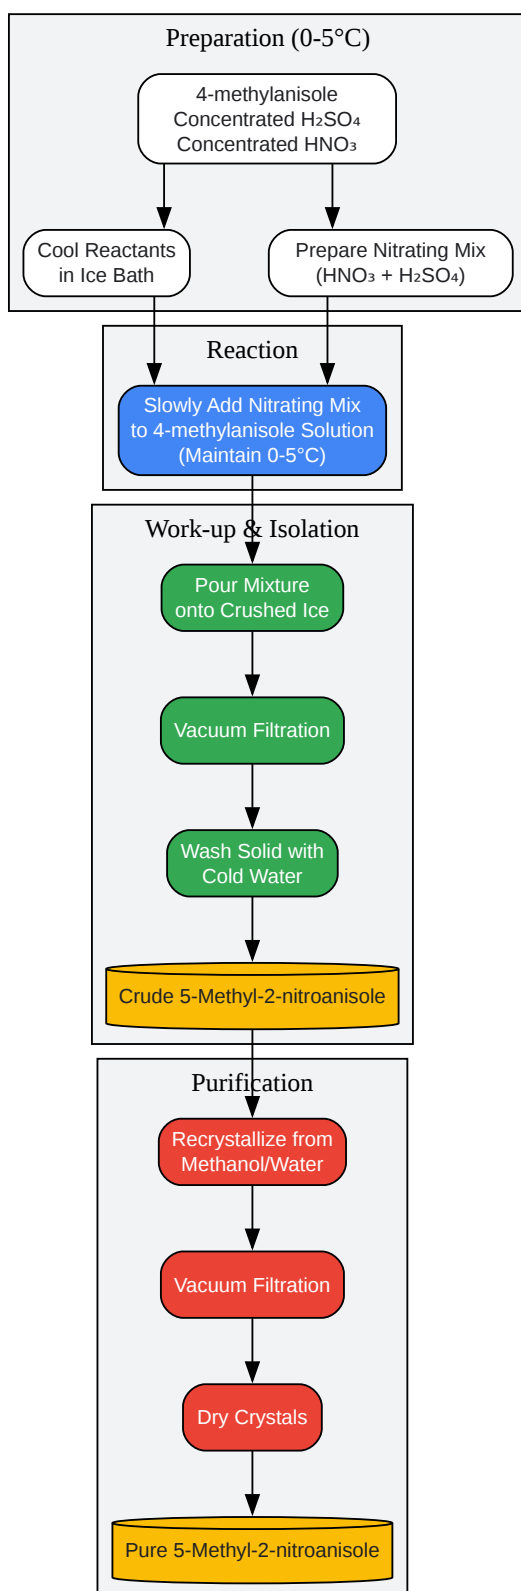 Preparation (0-5°C)
4-methylanisole
Concentrated H₂SO₄
Concentrated HNO₃
Cool Reactants
in Ice Bath
Prepare Nitrating Mix
(HNO₃ + H₂SO₄)
Reaction
Slowly Add Nitrating Mix
to 4-methylanisole Solution
(Maintain 0-5°C)
Work-up & Isolation
Pour Mixture
onto Crushed Ice
Vacuum Filtration
Wash Solid with
Cold Water
Crude 5-Methyl-2-nitroanisole
Purification
Recrystallize from
Methanol/Water
Vacuum Filtration
Dry Crystals
Pure 5-Methyl-2-nitroanisole